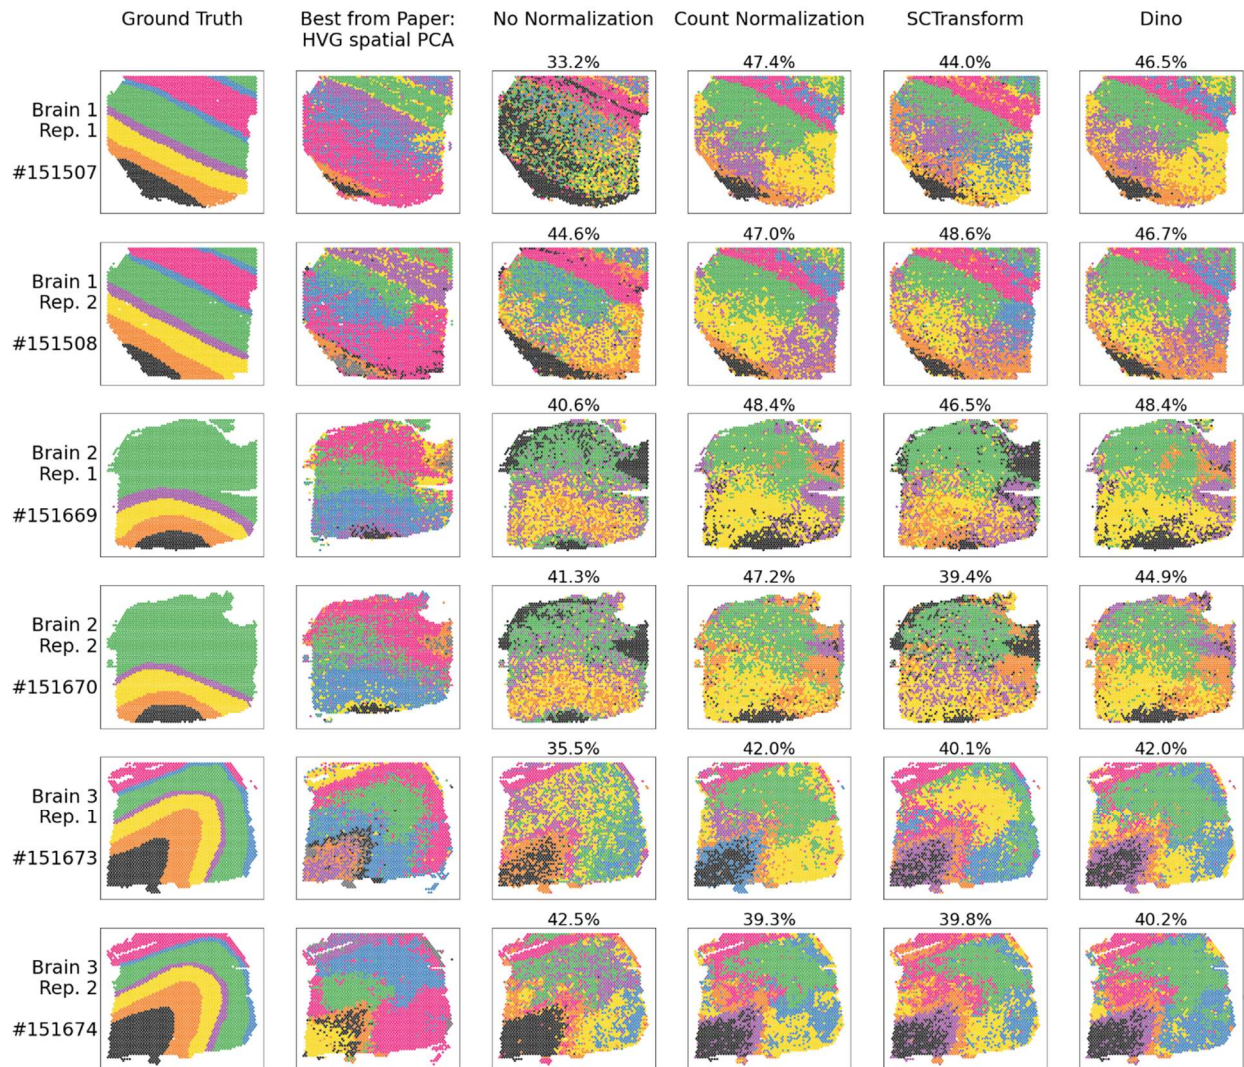 Ground Truth
Best from Paper:
HVG spatial PCA
No Normalization
Count Normalization
SCTransform
Dino
Brain 1
Rep. 1
#151507
33.2%
47.4%
44.0%
46.5%
Brain 1
Rep. 2
#151508
44.6%
47.0%
48.6%
46.7%
Brain 2
Rep. 1
#151669
40.6%
48.4%
46.5%
48.4%
Brain 2
Rep. 2
#151670
41.3%
47.2%
39.4%
44.9%
Brain 3
Rep. 1
#151673
35.5%
42.0%
40.1%
42.0%
Brain 3
Rep. 2
#151674
42.5%
39.3%
39.8%
40.2%